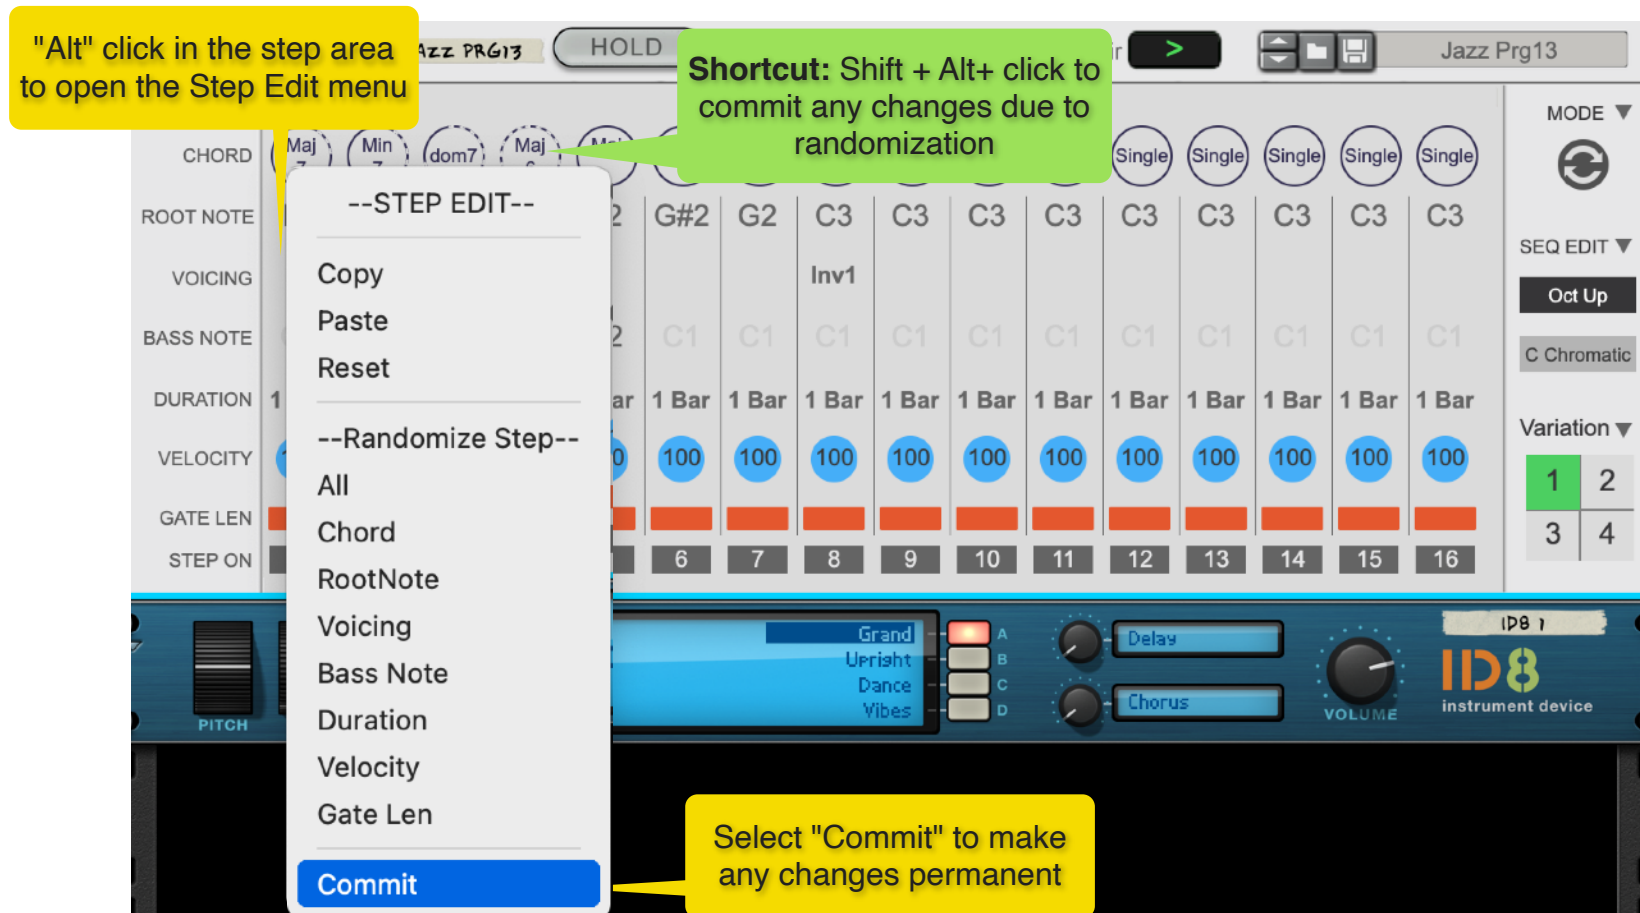 "Alt" click in the step area
to open the Step Edit menu
AZZ PRG13
HOLD
Shortcut: Shift + Alt+ click to
commit any changes due to
randomization
>
Jazz Prg13
MODE
CHORD
Maj
Min
7
dom7
Maj
Single
Single
Single
Single
Single
ROOT NOTE
G#2
G2
C3
C3
C3
C3
C3
C3
C3
C3
C3
VOICING
Inv1
BASS NOTE
C1
C1
C1
C1
C1
C1
C1
C1
C1
C1
C1
DURATION
1 Bar
1 Bar
1 Bar
1 Bar
1 Bar
1 Bar
1 Bar
1 Bar
1 Bar
1 Bar
1 Bar
VELOCITY
100
100
100
100
100
100
100
100
100
100
100
GATE LEN
STEP ON
6
7
8
9
10
11
12
13
14
15
16
SEQ EDIT
Oct Up
C Chromatic
Variation
1
2
3
4
--STEP EDIT--
Copy
Paste
Reset
--Randomize Step--
All
Chord
RootNote
Voicing
Bass Note
Duration
Velocity
Gate Len
Commit
PITCH
Grand
Upright
Dance
Vibes
A
B
C
D
Delay
Chorus
VOLUME
ID8 1
ID8
instrument device
Select "Commit" to make
any changes permanent